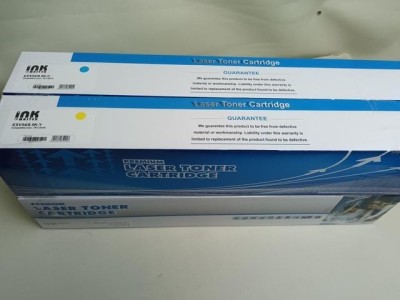 INK
Laser Toner Cartridge
GUARANTEE
We guarantee this product to be free from defective
material or workmanship. Liability under this warranty is
limited to replacement of the product found to be defective.
INK
Laser Toner Cartridge
GUARANTEE
We guarantee this product to be free from defective
material or workmanship. Liability under this warranty is
limited to replacement of the product found to be defective.
PREMIUM
LASER TONER
CARTRIDGE
PREMIUM
LASER TONER
CARTRIDGE